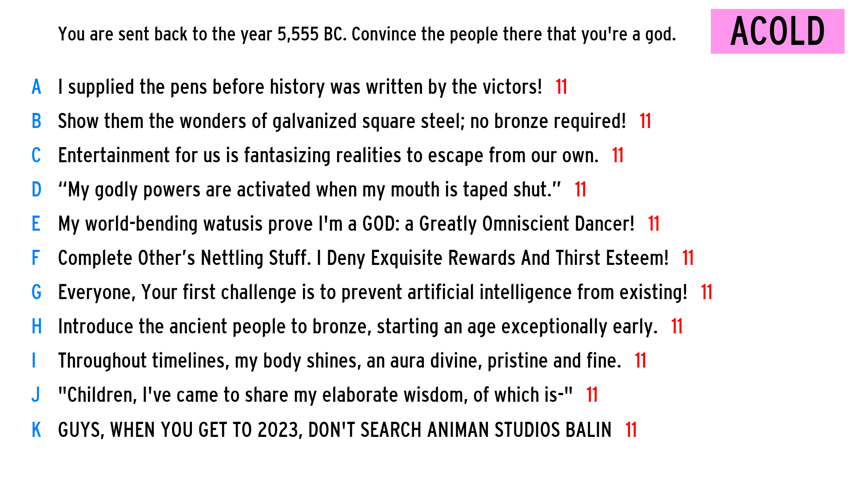 You are sent back to the year 5,555 BC. Convince the people there that you're a god.
ACOLD
A I supplied the pens before history was written by the victors! 11
B Show them the wonders of galvanized square steel; no bronze required! 11
C Entertainment for us is fantasizing realities to escape from our own. 11
D “My godly powers are activated when my mouth is taped shut.” 11
E My world-bending watusis prove I'm a GOD: a Greatly Omniscient Dancer! 11
F Complete Other’s Nettling Stuff. I Deny Exquisite Rewards And Thirst Esteem! 11
G Everyone, Your first challenge is to prevent artificial intelligence from existing! 11
H Introduce the ancient people to bronze, starting an age exceptionally early. 11
I Throughout timelines, my body shines, an aura divine, pristine and fine. 11
J "Children, I've came to share my elaborate wisdom, of which is-" 11
K GUYS, WHEN YOU GET TO 2023, DON'T SEARCH ANIMAN STUDIOS BALIN 11